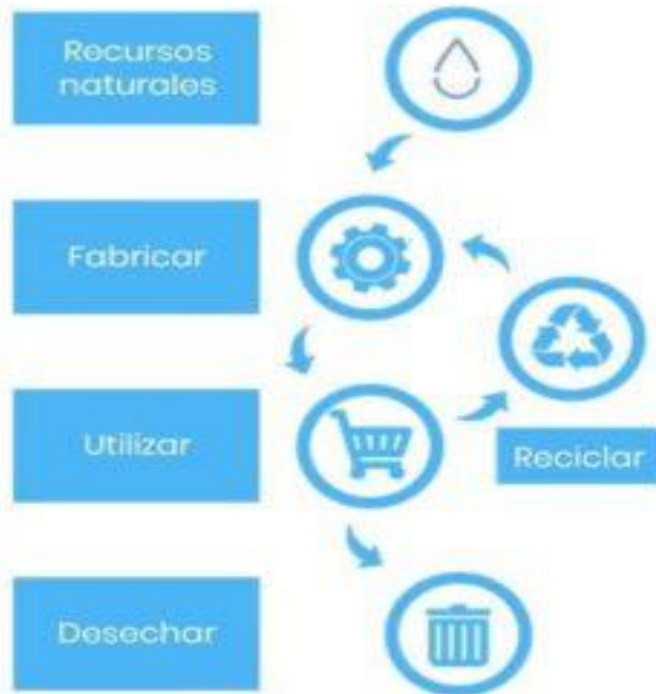 Recursos
naturales
Fabricar
Utilizar
Reciclar
Desechar